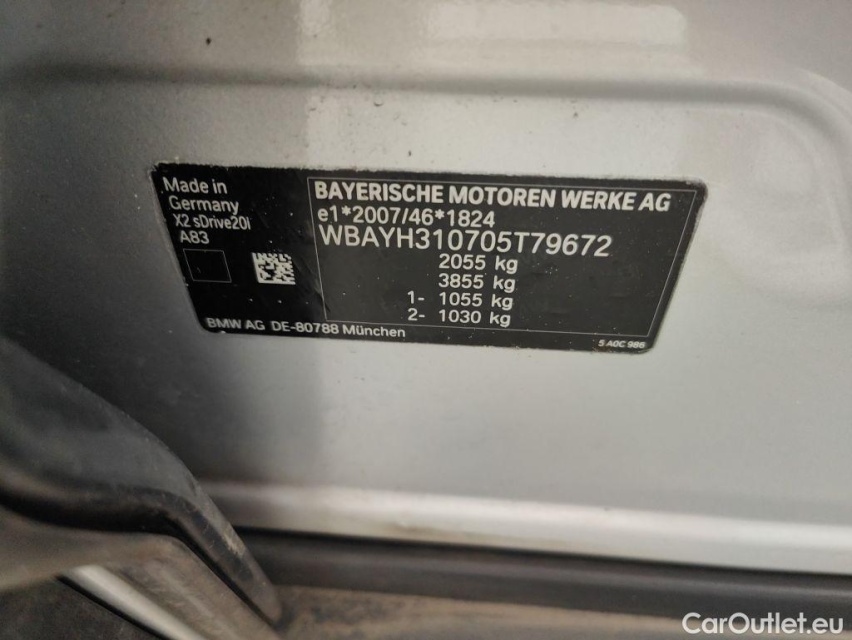 Made in
Germany
X2 sDrive20i
A83
BAYERISCHE MOTOREN WERKE AG
e1*2007/46*1824
WBAYH310705T79672
2055 kg
3855 kg
1- 1055 kg
2- 1030 kg
BMW AG DE-80788 München
5 A0C 986
CarOutlet.eu